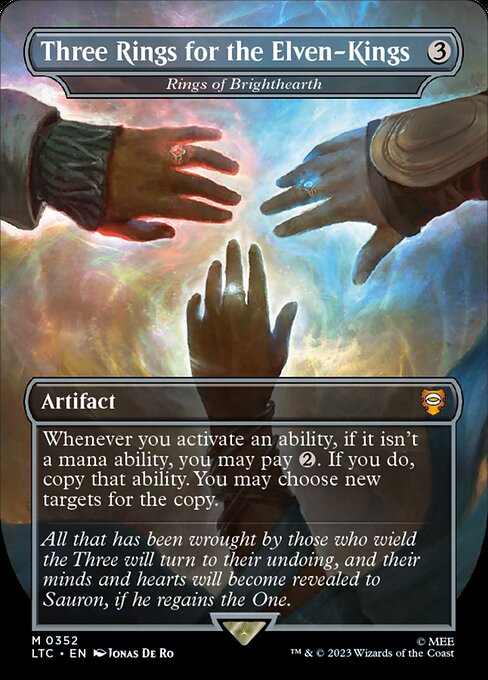 Three Rings for the Elven-Kings 3
Rings of Brighthearth
Artifact
Whenever you activate an ability, if it isn't
a mana ability, you may pay 2. If you do,
copy that ability. You may choose new
targets for the copy.
All that has been wrought by those who wield
the Three will turn to their undoing, and their
minds and hearts will become revealed to
Sauron, if he regains the One.
M 0352
LTC • EN Jonas De Ro
© MEE
™ & © 2023 Wizards of the Coast